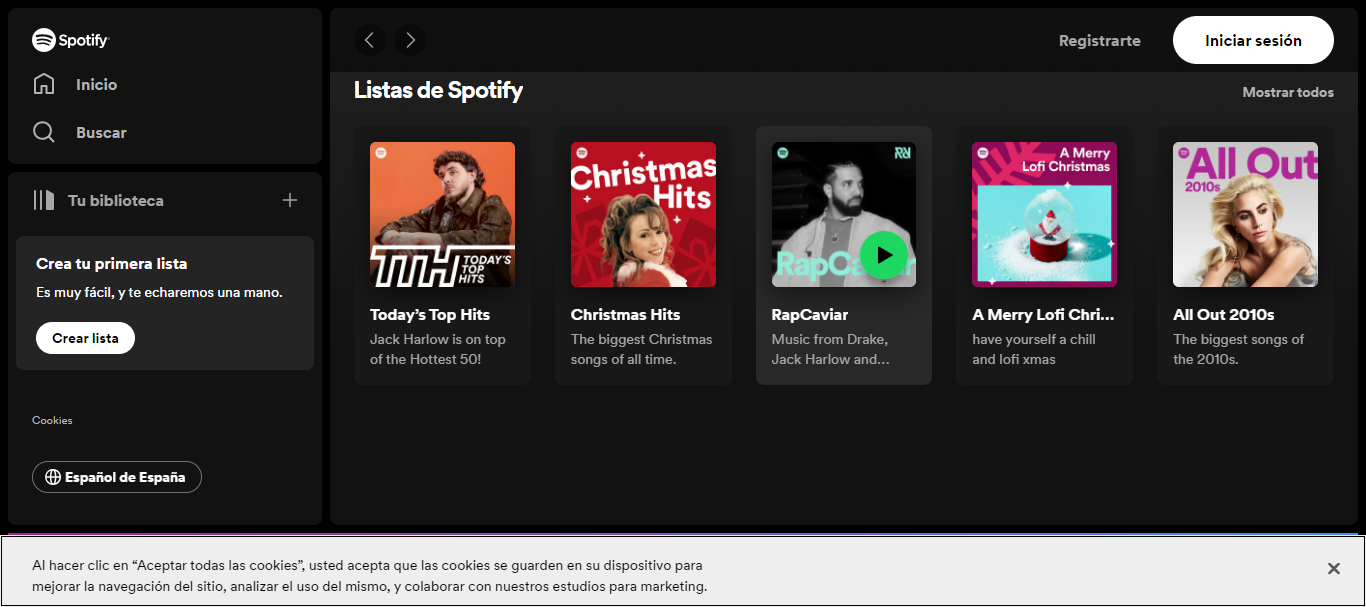 Spotify
Inicio
Buscar
Tu biblioteca
Crea tu primera lista
Es muy fácil, y te echaremos una mano.
Crear lista
Cookies
Español de España
Registrarte
Iniciar sesión
Listas de Spotify
Mostrar todos
TTH TODAY'S
TOP
HITS
Today's Top Hits
Jack Harlow is on top
of the Hottest 50!
Christmas
Hits
Christmas Hits
The biggest Christmas
songs of all time.
RapCaviar
RapCaviar
Music from Drake,
Jack Harlow and...
A Merry
Lofi Christmas
A Merry Lofi Chri...
have yourself a chill
and lofi xmas
All Out
2010s
All Out 2010s
The biggest songs of
the 2010s.
Al hacer clic en “Aceptar todas las cookies”, usted acepta que las cookies se guarden en su dispositivo para
mejorar la navegación del sitio, analizar el uso del mismo, y colaborar con nuestros estudios para marketing.